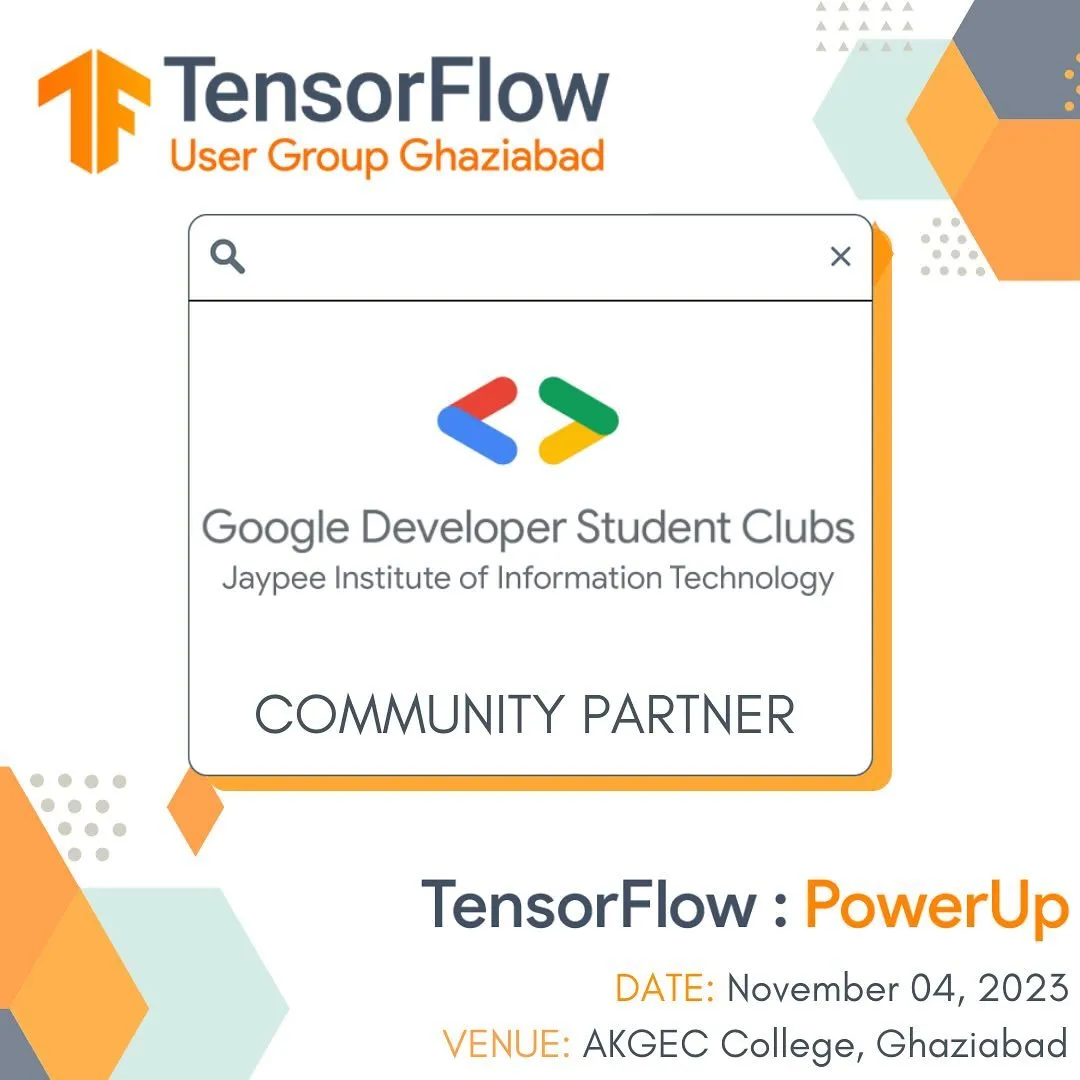 TensorFlow
User Group Ghaziabad
Google Developer Student Clubs
Jaypee Institute of Information Technology
COMMUNITY PARTNER
TensorFlow : PowerUp
DATE: November 04, 2023
VENUE: AKGEC College, Ghaziabad